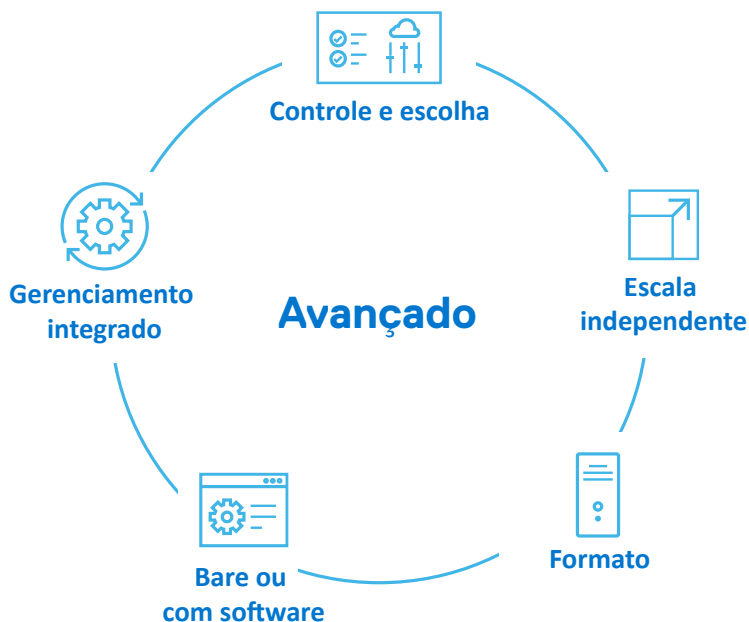 Controle e escolha
Gerenciamento
integrado
Avançado
Escala
independente
Bare ou
com software
Formato